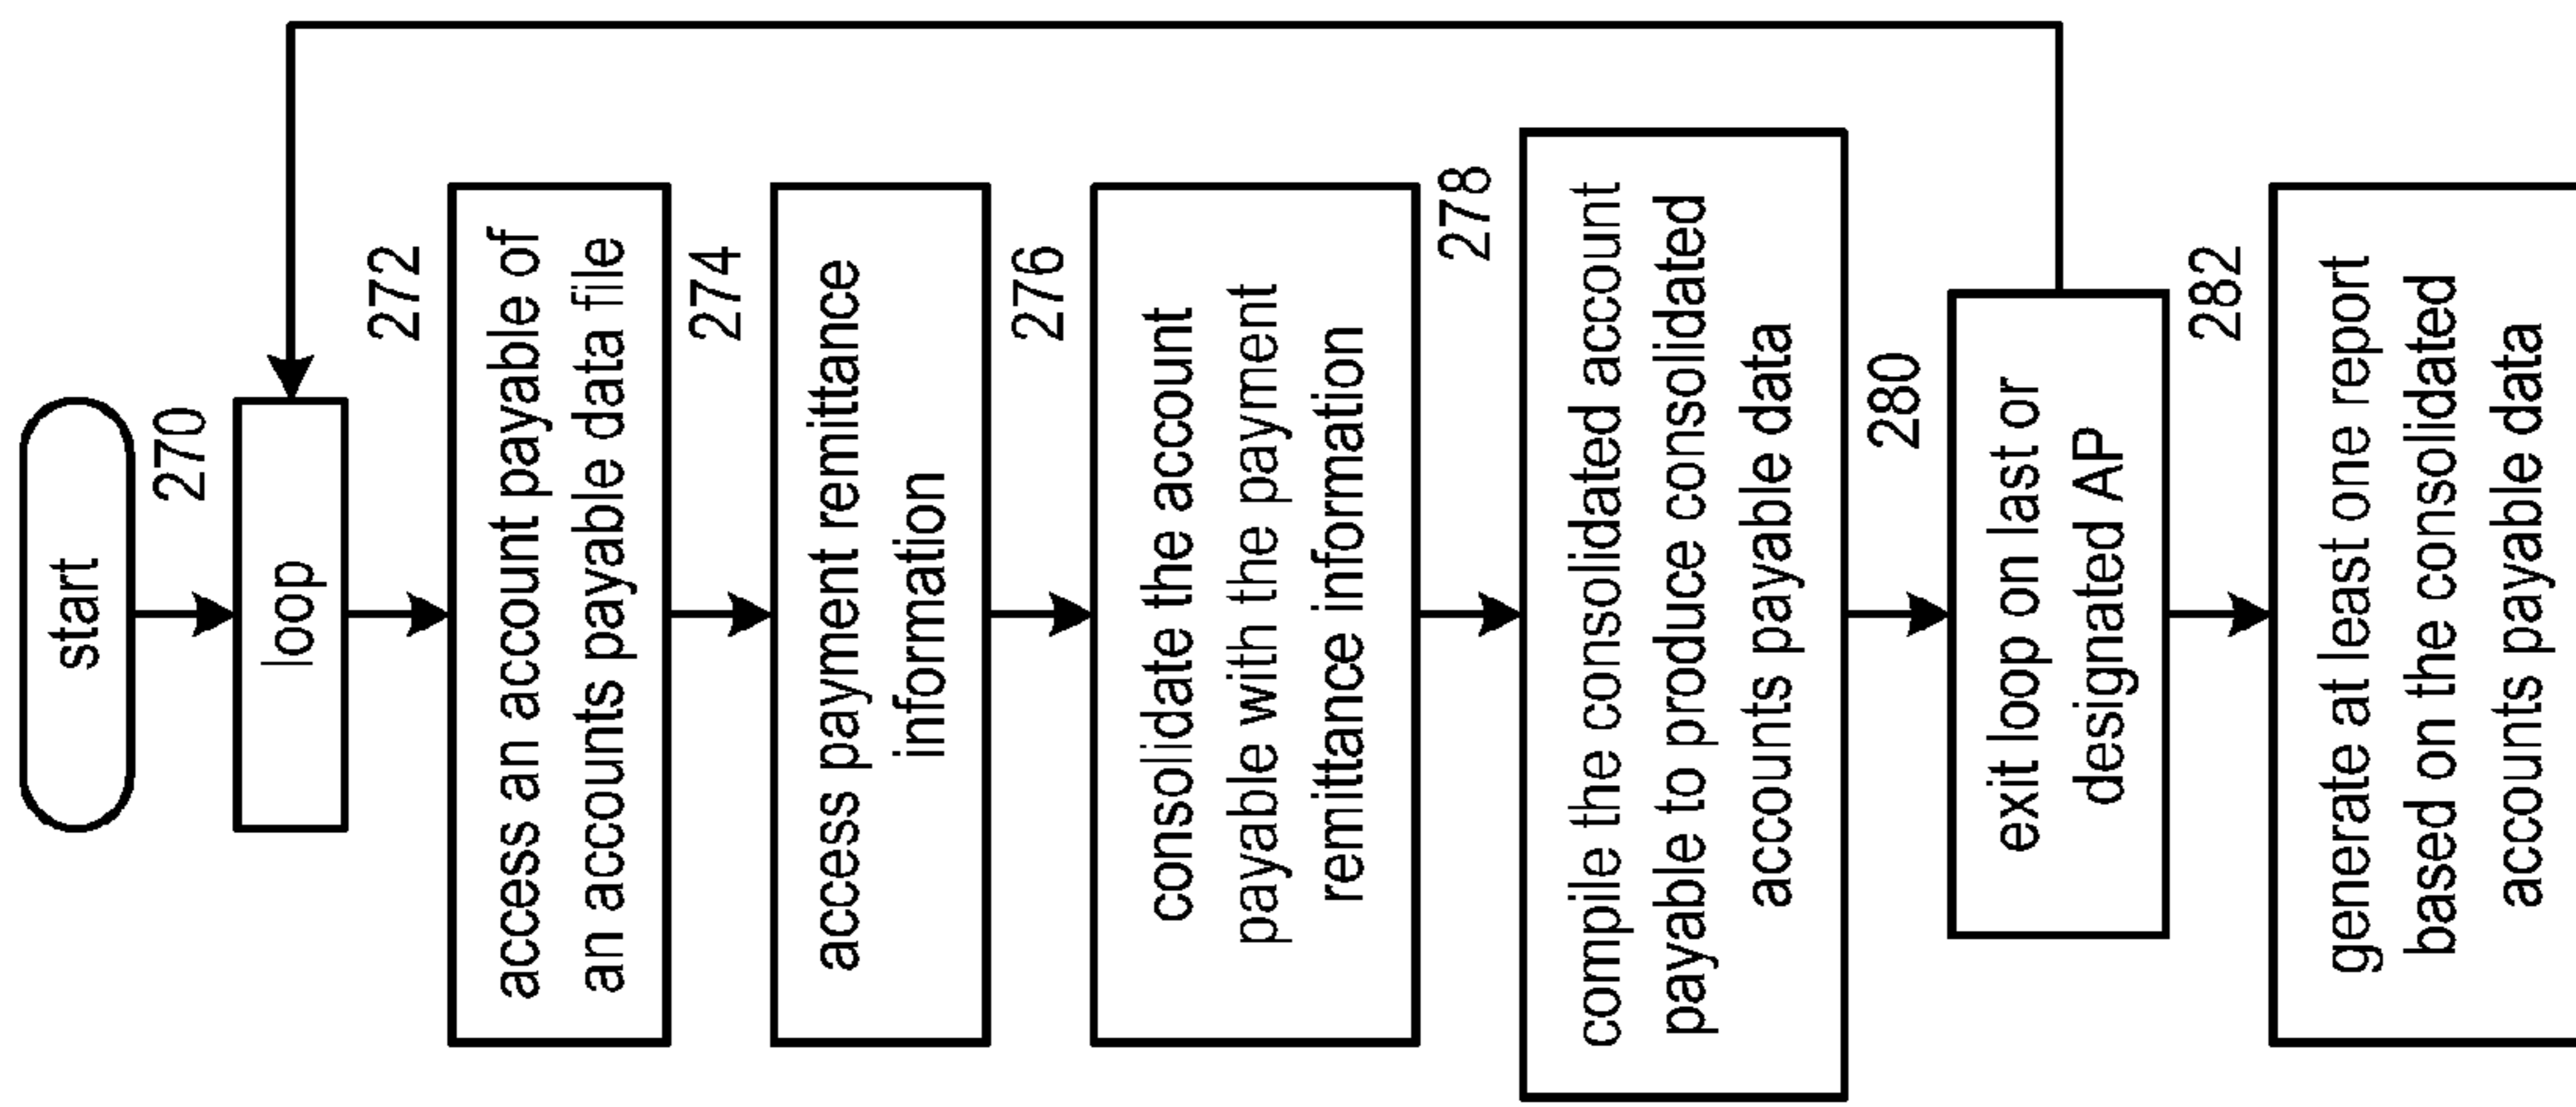 start
270
loop
272
access an account payable of
an accounts payable data file
274
access payment remittance
information
276
consolidate the account
payable with the payment
remittance information
278
compile the consolidated account
payable to produce consolidated
accounts payable data
280
exit loop on last or
designated AP
282
generate at least one report
based on the consolidated
accounts payable data